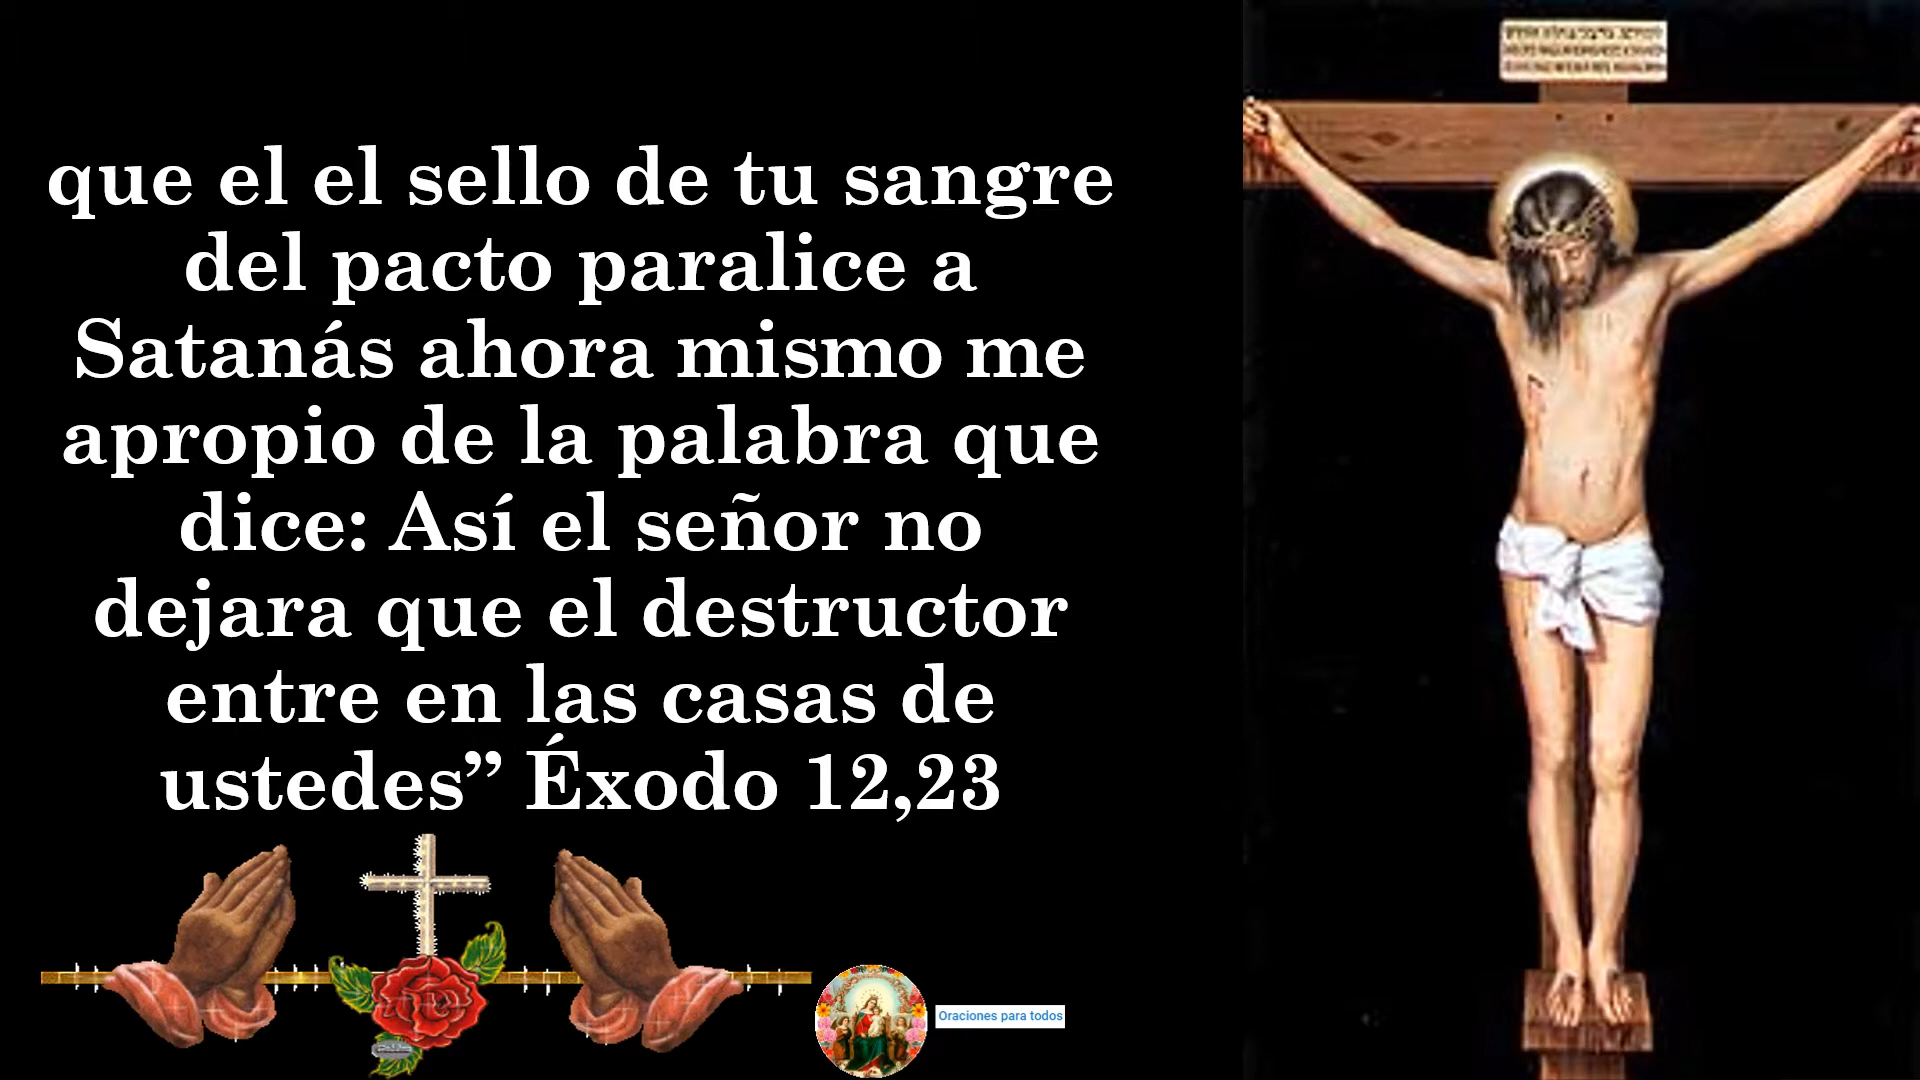 que el el sello de tu sangre
del pacto paralice a
Satanás ahora mismo me
apropio de la palabra que
dice: Así el señor no
dejara que el destructor
entre en las casas de
ustedes” Éxodo 12,23
Oraciones para todos